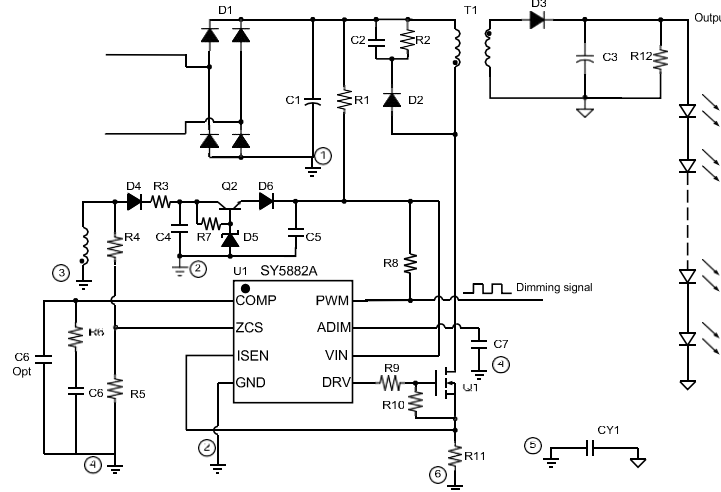 D1
T1
D3
Outpu
C2
R2
C3
R12
C1
R1
D2
1
D4
R3
Q2
D6
R4
C4
R7
D5
C5
R8
3
2
U1
SY5882A
Dimming signal
COMP
PWM
R6
ZCS
ADIM
C7
C6
Opt
ISEN
VIN
4
R9
GND
DRV
Q1
C6
R5
R10
CY1
2
5
4
R11
6